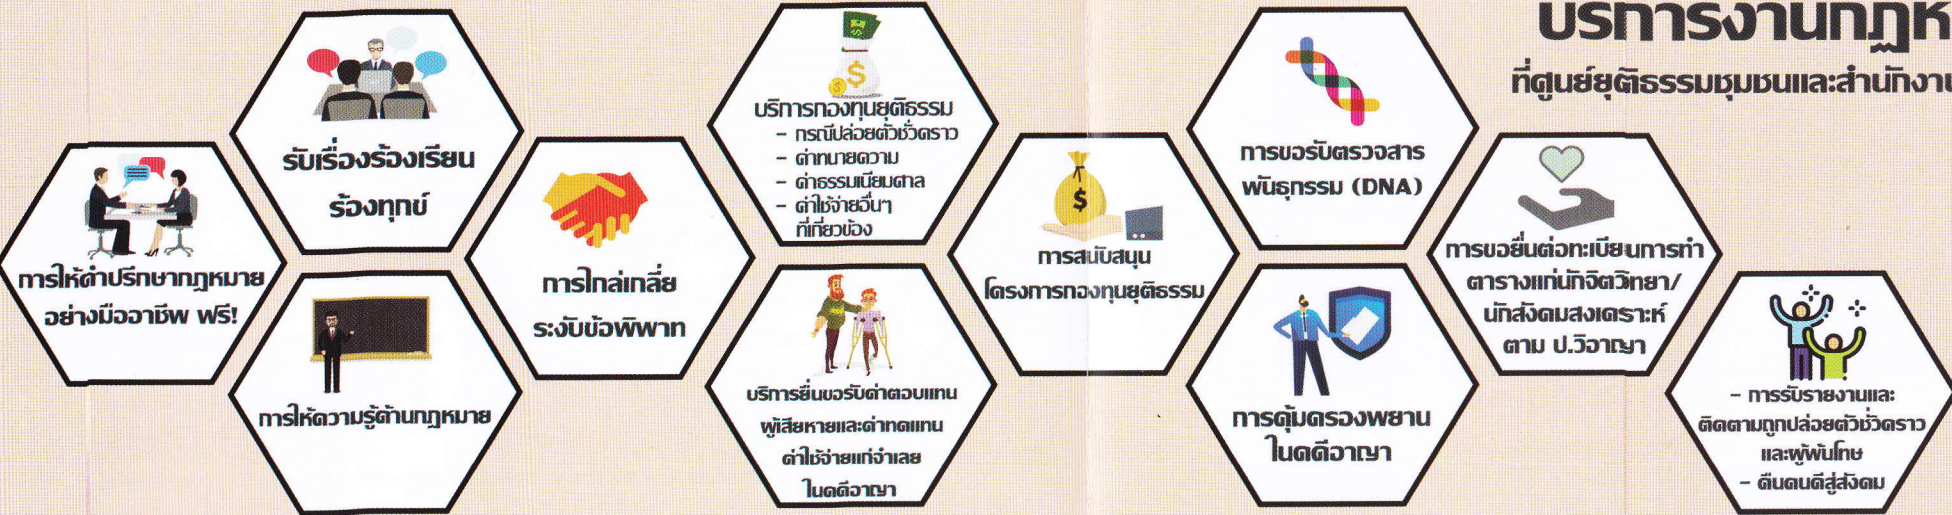 บริการงานกฎห
ที่ศูนย์ยุติธรรมชุมชนและสำนักงาน
การให้คำปรึกษากฎหมาย
อย่างมืออาชีพ ฟรี!
รับเรื่องร้องเรียน
ร้องทุกข์
การให้ความรู้ด้านกฎหมาย
การไกล่เกลี่ย
ระงับข้อพิพาท
บริการกองทุนยุติธรรม
- กรณีปล่อยตัวชั่วคราว
- ค่าทนายความ
- ค่าธรรมเนียมศาล
- ค่าใช้จ่ายอื่นๆ
ที่เกี่ยวข้อง
บริการยื่นขอรับค่าตอบแทน
ผู้เสียหายและค่าทดแทน
ค่าใช้จ่ายแก่จำเลย
ในคดีอาญา
การสนับสนุน
โครงการกองทุนยุติธรรม
การขอรับตรวจสาร
พันธุกรรม (DNA)
การคุ้มครองพยาน
ในคดีอาญา
การขอยื่นต่อทะเบียนการทำ
ตารางแก่นักจิตวิทยา/
นักสังคมสงเคราะห์
ตาม ป.วิอาญา
- การรับรายงานและ
ติดตามถูกปล่อยตัวชั่วคราว
และผู้พ้นโทษ
- คืนคนดีสู่สังคม